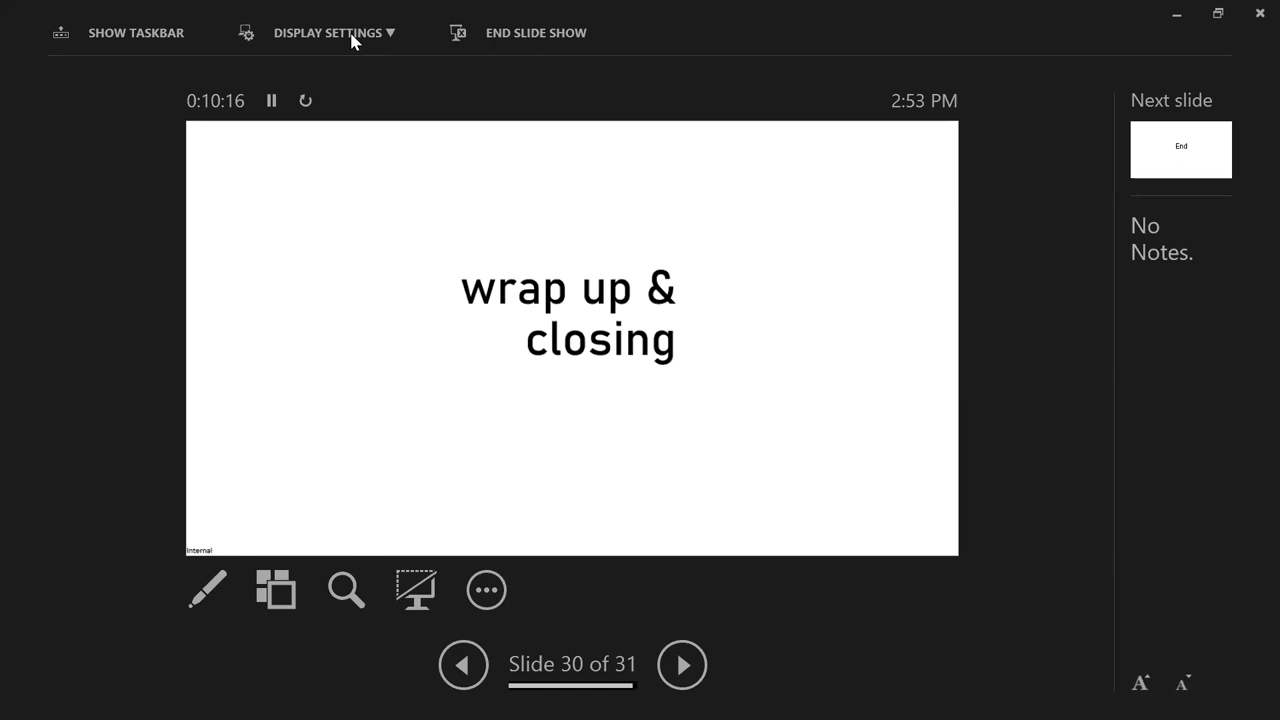 SHOW TASKBAR
DISPLAY SETTINGS ▼
END SLIDE SHOW
0:10:16
2:53 PM
Next slide
End
No
Notes.
wrap up &
closing
Internal
Slide 30 of 31
A
A